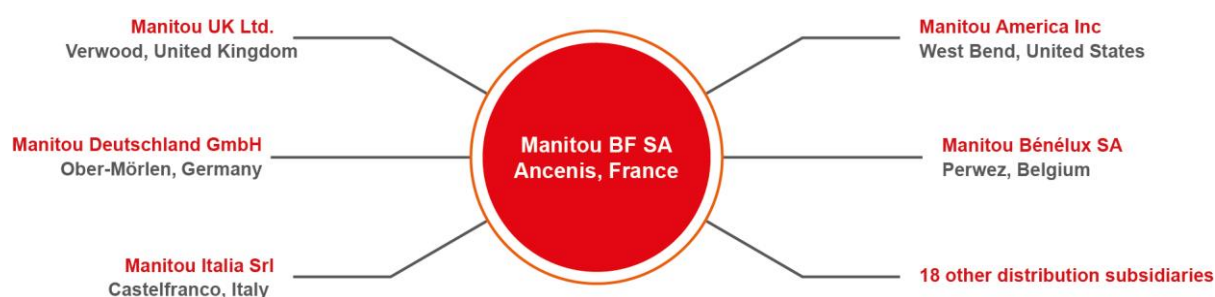 Manitou UK Ltd.
Verwood, United Kingdom
Manitou America Inc
West Bend, United States
Manitou Deutschland GmbH
Ober-Mörlen, Germany
Manitou BF SA
Ancenis, France
Manitou Bénélux SA
Perwez, Belgium
Manitou Italia Srl
Castelfranco, Italy
18 other distribution subsidiaries